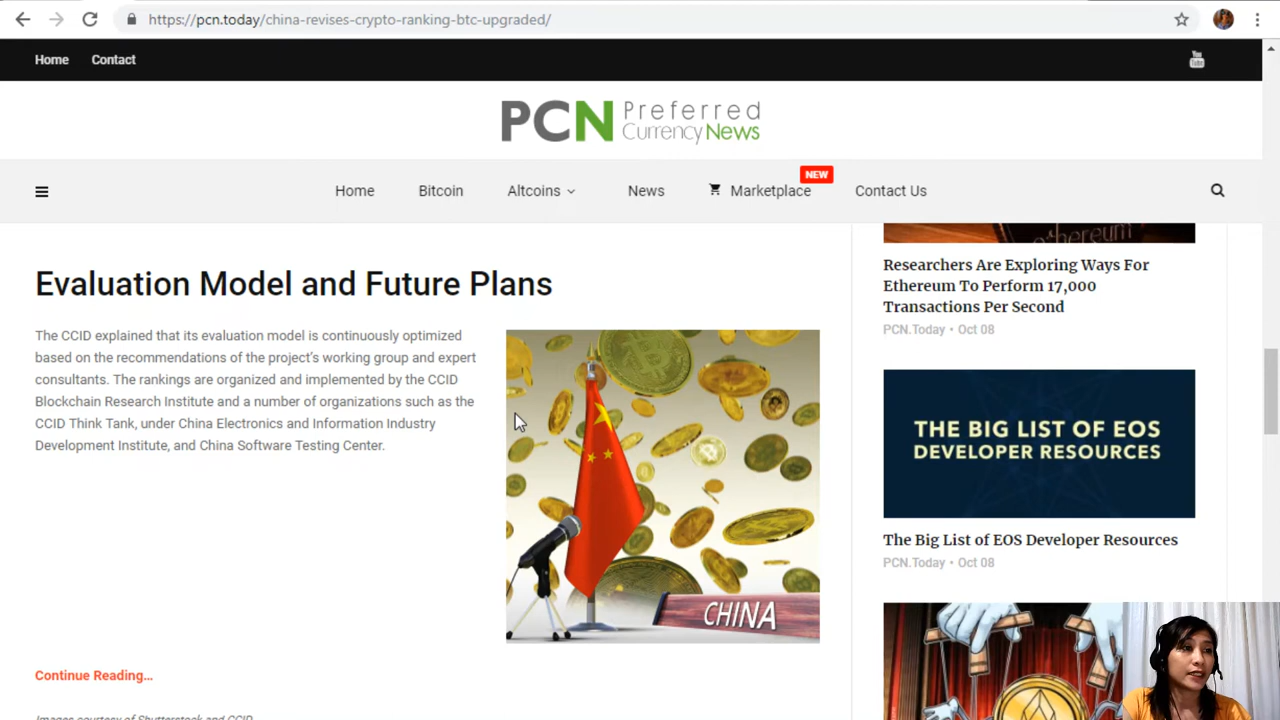 https://pcn.today/china-revises-crypto-ranking-btc-upgraded/
Home Contact
You Tube
PCN Preferred
Currency News
Home Bitcoin Altcoins News Marketplace NEW Contact Us
Evaluation Model and Future Plans
The CCID explained that its evaluation model is continuously optimized
based on the recommendations of the project's working group and expert
consultants. The rankings are organized and implemented by the CCID
Blockchain Research Institute and a number of organizations such as the
CCID Think Tank, under China Electronics and Information Industry
Development Institute, and China Software Testing Center.
CHINA
Continue Reading...
Images courtesy of Shutterstock and CCID
ethereum
Researchers Are Exploring Ways For
Ethereum To Perform 17,000
Transactions Per Second
PCN.Today • Oct 08
THE BIG LIST OF EOS
DEVELOPER RESOURCES
The Big List of EOS Developer Resources
PCN.Today • Oct 08